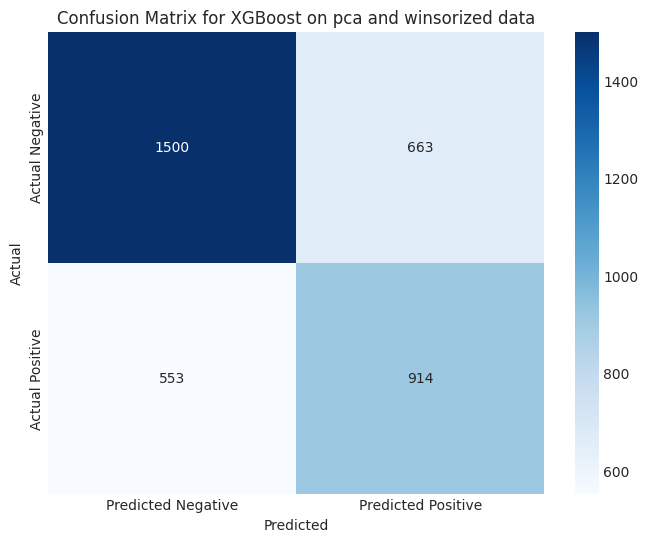 Confusion Matrix for XGBoost on pca and winsorized data
Actual
Actual Negative
Actual Positive
1500
663
553
914
Predicted Negative
Predicted Positive
Predicted
1400
1200
1000
800
600